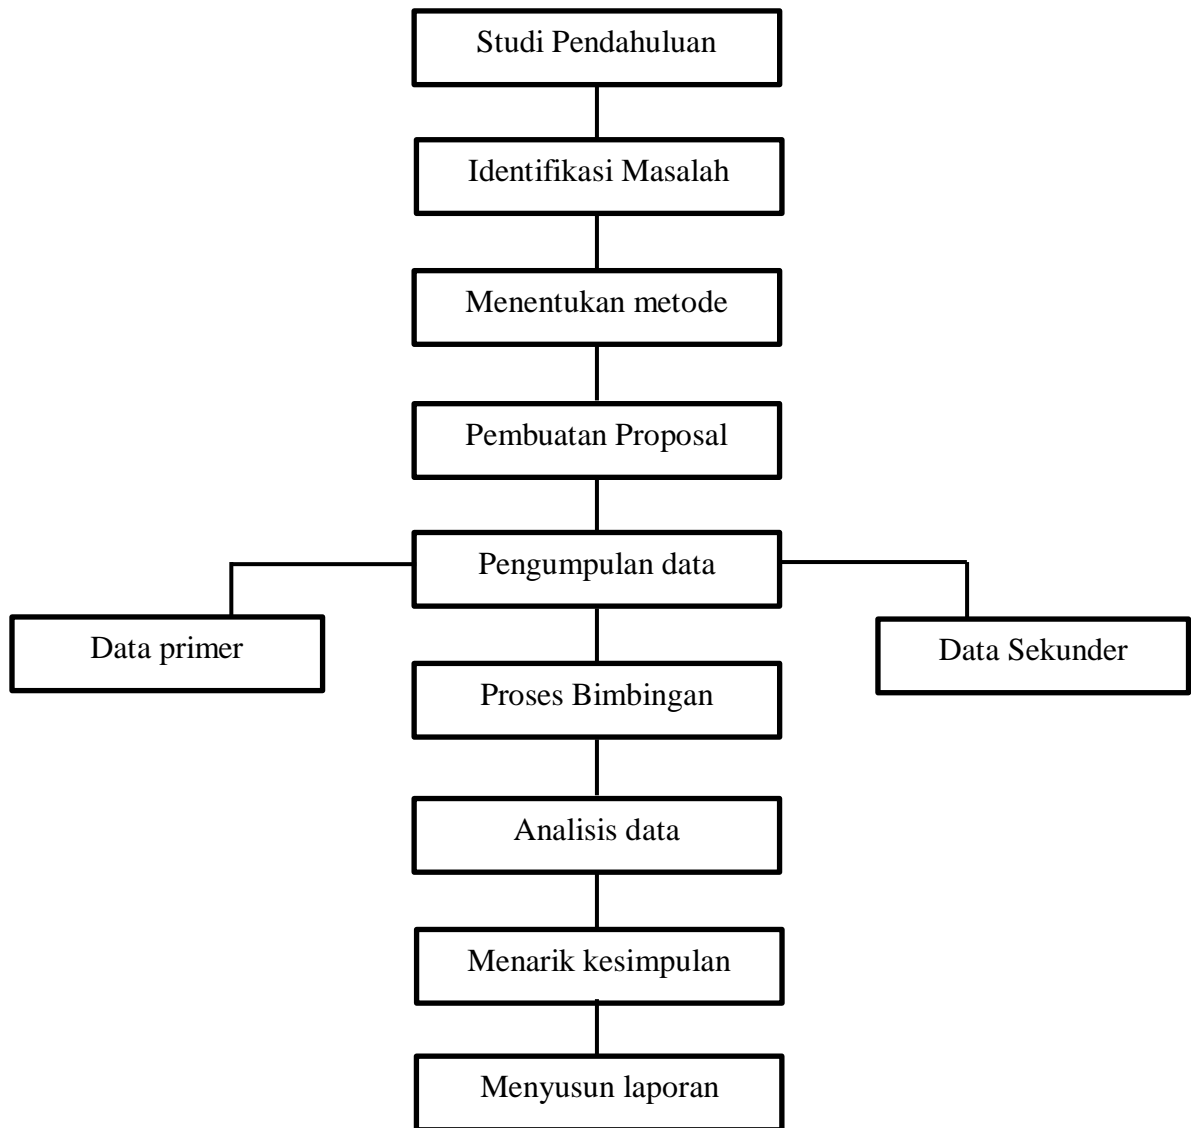 Studi Pendahuluan
Identifikasi Masalah
Menentukan metode
Pembuatan Proposal
Pengumpulan data
Data primer
Data Sekunder
Proses Bimbingan
Analisis data
Menarik kesimpulan
Menyusun laporan